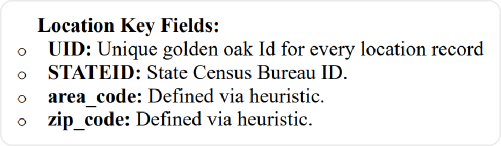 Location Key Fields:
o UID: Unique golden oak Id for every location record
o STATEID: State Census Bureau ID.
o area_code: Defined via heuristic.
o zip_code: Defined via heuristic.